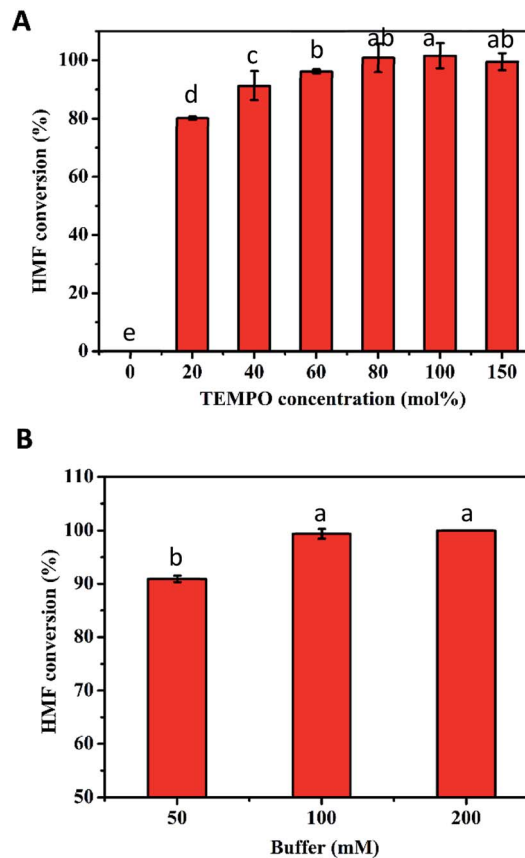 A
100
80
60
40
20
0
HMF conversion (%)
e
d
c
b
ab
a
ab
0 20 40 60 80 100 150
TEMPO concentration (mol%)
B
110
100
90
80
70
60
50
HMF conversion (%)
b
a
a
50 100 200
Buffer (mM)